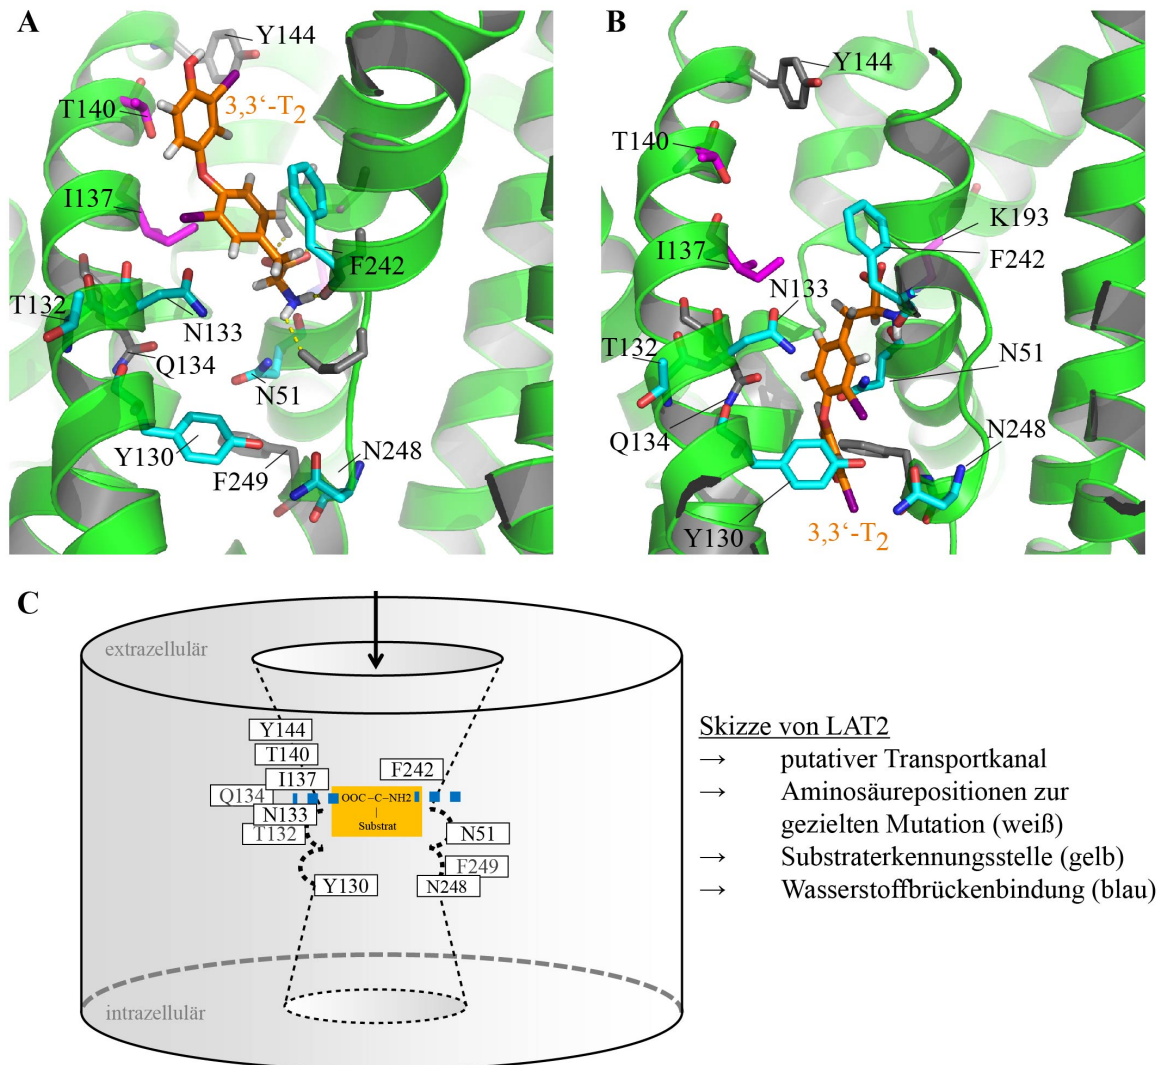 A
Y144
T140
3,3‘-T2
I137
F242
T132
N133
Q134
N51
Y130
F249
N248
B
Y144
T140
K193
I137
F242
N133
T132
N51
Q134
N248
Y130
3,3‘-T2
C
extrazellulär
Y144
T140
I137
F242
Q134
OOC–C–NH2
N133
Substrat
T132
N51
F249
Y130
N248
intrazellulär
Skizze von LAT2
→ putativer Transportkanal
→ Aminosäurepositionen zur
gezielten Mutation (weiß)
→ Substraterkennungsstelle (gelb)
→ Wasserstoffbrückenbindung (blau)